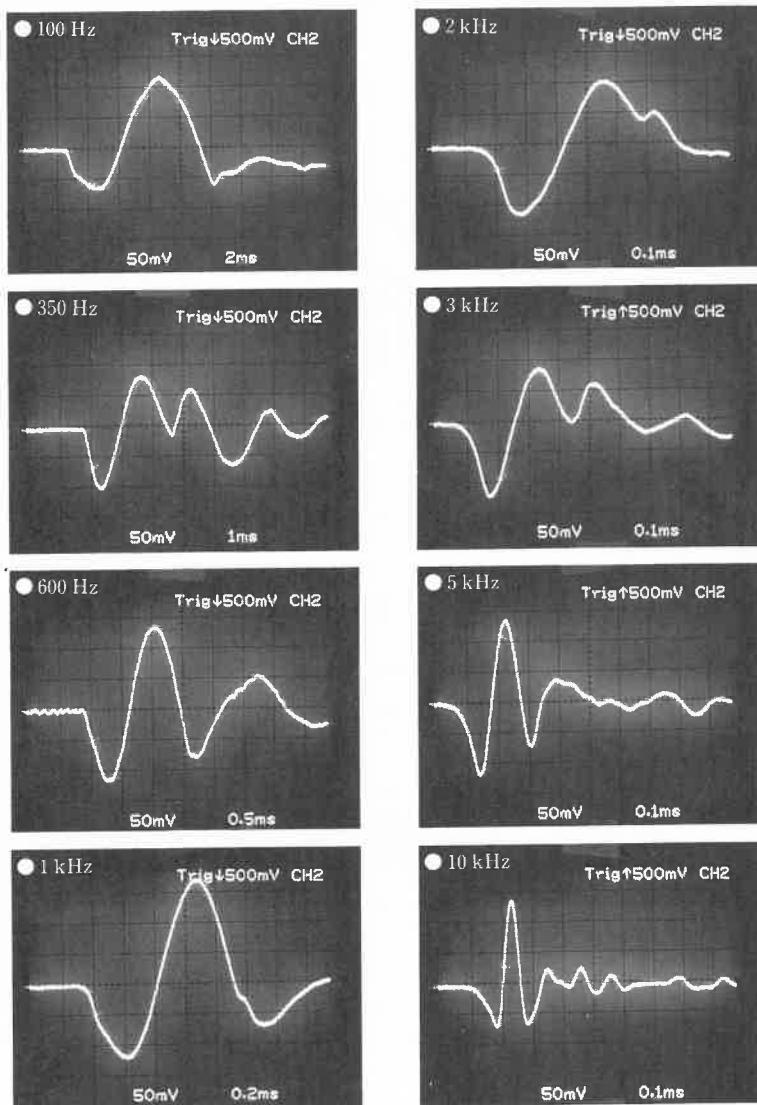 100 Hz
Trig↓500mV CH2
50mV 2ms
350 Hz
Trig↓500mV CH2
50mV 1ms
600 Hz
Trig↓500mV CH2
50mV 0.5ms
1 kHz
Trig↓500mV CH2
50mV 0.2ms
2 kHz
Trig↓500mV CH2
50mV 0.1ms
3 kHz
Trig↑500mV CH2
50mV 0.1ms
5 kHz
Trig↑500mV CH2
50mV 0.1ms
10 kHz
Trig↑500mV CH2
50mV 0.1ms